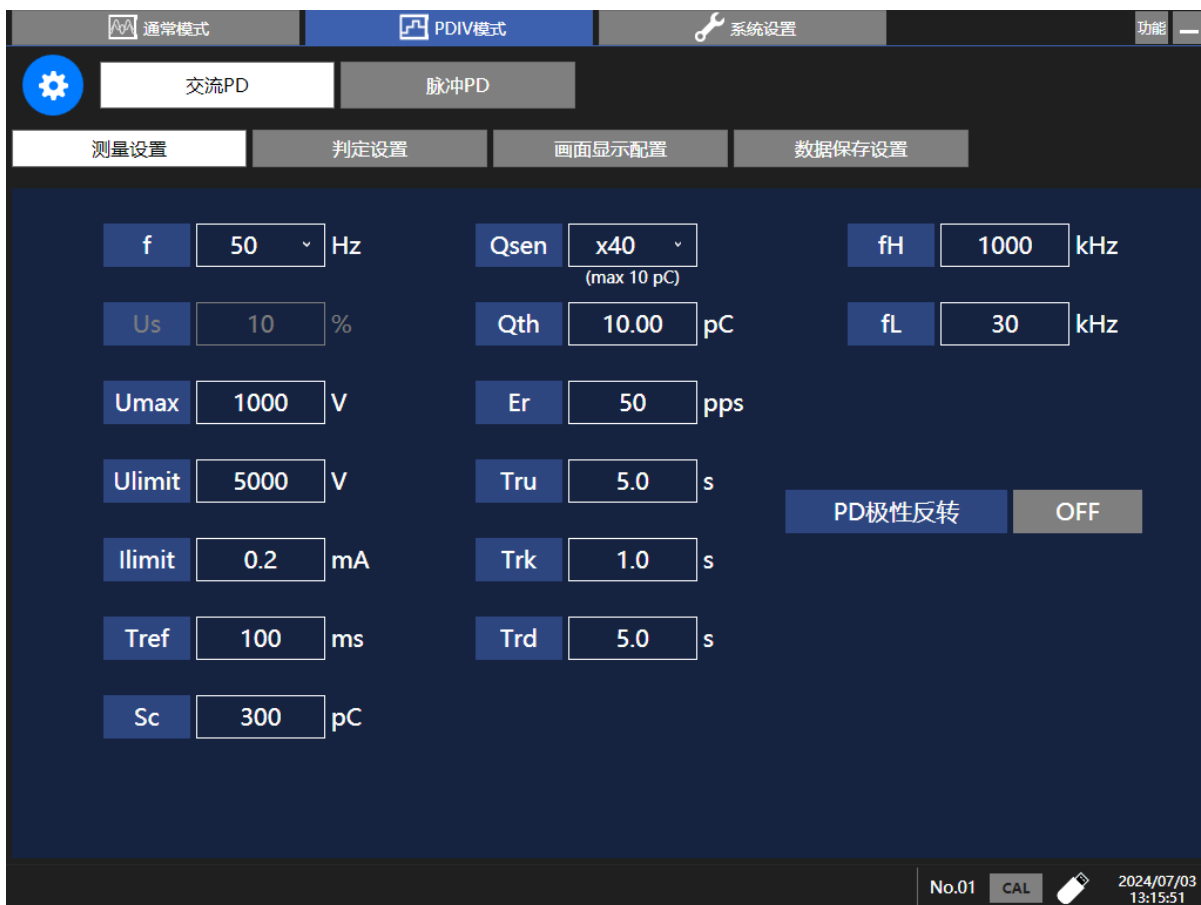 通常模式 PDIV模式 系统设置 功能
交流PD 脉冲PD
测量设置 判定设置 画面显示配置 数据保存设置
f 50 Hz Qsen x40 fH 1000 kHz
(max 10 pC)
Us 10 % Qth 10.00 pC fL 30 kHz
Umax 1000 V Er 50 pps
Ulimit 5000 V Tru 5.0 s
PD极性反转 OFF
Ilimit 0.2 mA Trk 1.0 s
Tref 100 ms Trd 5.0 s
Sc 300 pC
No.01 CAL 2024/07/03
13:15:51